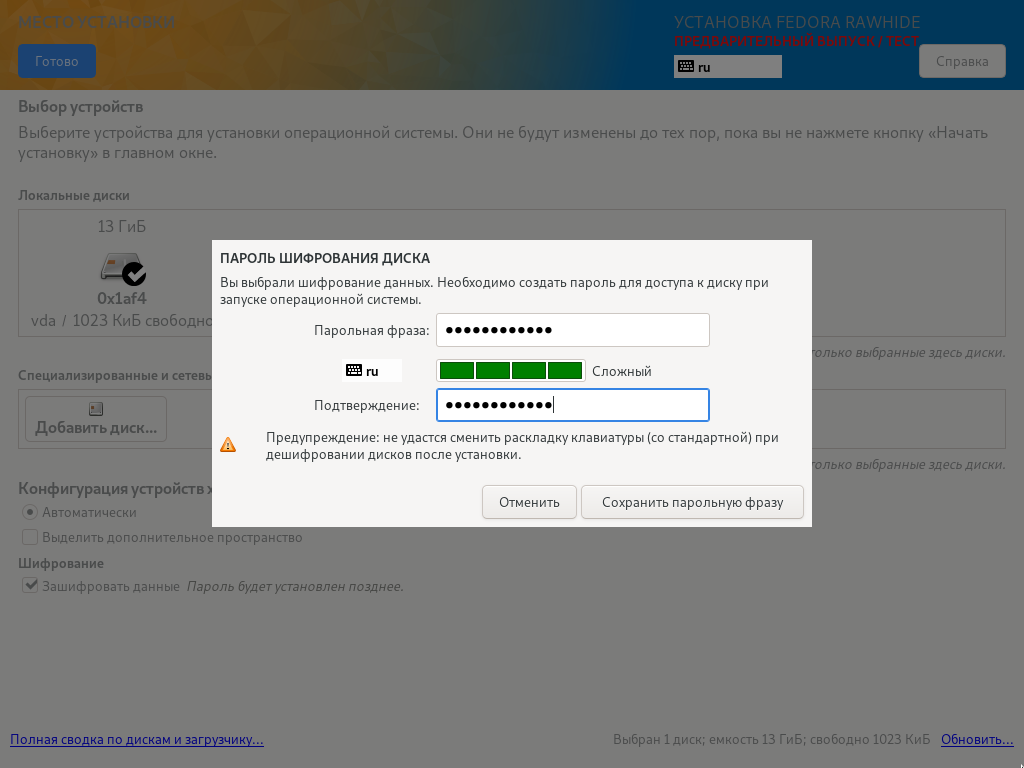 МЕСТО УСТАНОВКИ
УСТАНОВКА FEDORA RAWHIDE
ПРЕДВАРИТЕЛЬНЫЙ ВЫПУСК / ТЕСТ
Готово
ru
Справка
Выбор устройств
Выберите устройства для установки операционной системы. Они не будут изменены до тех пор, пока вы не нажмете кнопку «Начать
установку» в главном окне.
Локальные диски
13 ГиБ
0x1af4
vda / 1023 КиБ свободно
только выбранные здесь диски.
ПАРОЛЬ ШИФРОВАНИЯ ДИСКА
Вы выбрали шифрование данных. Необходимо создать пароль для доступа к диску при
запуске операционной системы.
Парольная фраза: ●●●●●●●●●●●●
ru
Сложный
Подтверждение: ●●●●●●●●●●●●
Предупреждение: не удастся сменить раскладку клавиатуры (со стандартной) при
дешифровании дисков после установки.
Отменить
Сохранить парольную фразу
Специализированные и сетевы
Добавить диск...
только выбранные здесь диски.
Конфигурация устройств х
Автоматически
Выделить дополнительное пространство
Шифрование
Зашифровать данные Пароль будет установлен позднее.
Полная сводка по дискам и загрузчику...
Выбран 1 диск; емкость 13 ГиБ; свободно 1023 КиБ Обновить...